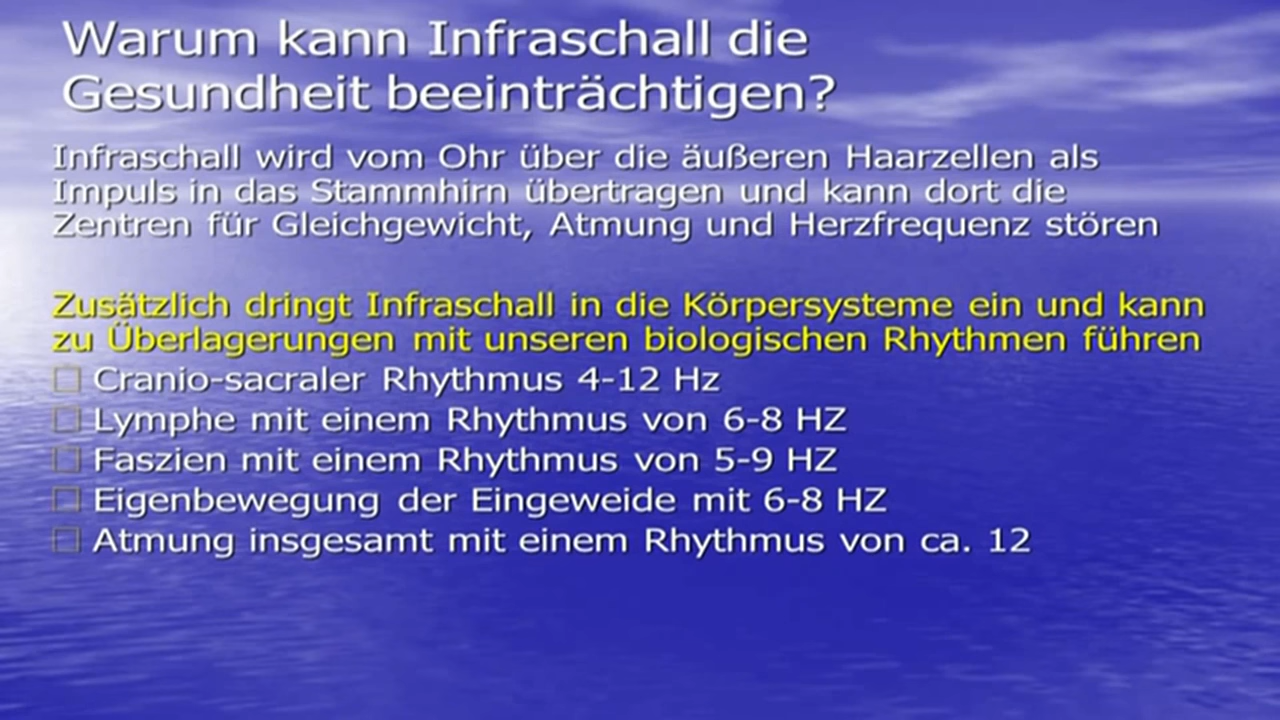 Warum kann Infraschall die
Gesundheit beeinträchtigen?
Infraschall wird vom Ohr über die äußeren Haarzellen als
Impuls in das Stammhirn übertragen und kann dort die
Zentren für Gleichgewicht, Atmung und Herzfrequenz stören
Zusätzlich dringt Infraschall in die Körpersysteme ein und kann
zu Überlagerungen mit unseren biologischen Rhythmen führen
□ Cranio-sacraler Rhythmus 4-12 Hz
□ Lymphe mit einem Rhythmus von 6-8 HZ
□ Faszien mit einem Rhythmus von 5-9 HZ
□ Eigenbewegung der Eingeweide mit 6-8 HZ
□ Atmung insgesamt mit einem Rhythmus von ca. 12